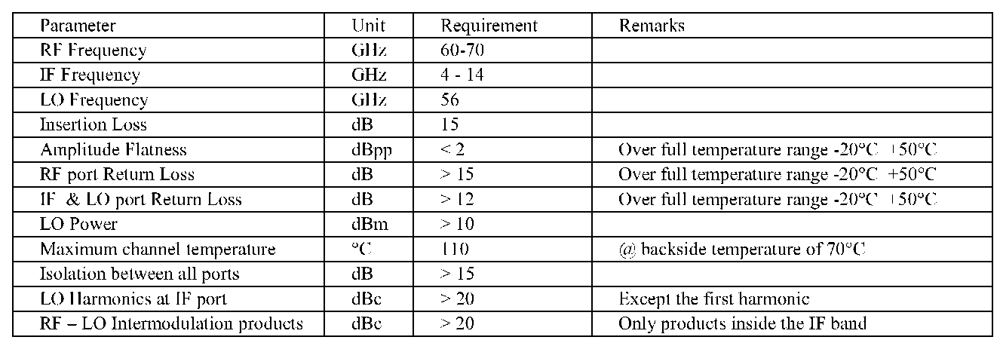 Parameter Unit Requirement Remarks
RF Frequency GHz 60-70
IF Frequency GHz 4 - 14
LO Frequency GHz 56
Insertion Loss dB 15
Amplitude Flatness dBpp < 2 Over full temperature range -20°C +50°C
RF port Return Loss dB > 15 Over full temperature range -20°C +50°C
IF & LO port Return Loss dB > 12 Over full temperature range -20°C +50°C
LO Power dBm > 10
Maximum channel temperature °C 110 @ backside temperature of 70°C
Isolation between all ports dB > 15
LO Harmonics at IF port dBc > 20 Except the first harmonic
RF – LO Intermodulation products dBc > 20 Only products inside the IF band